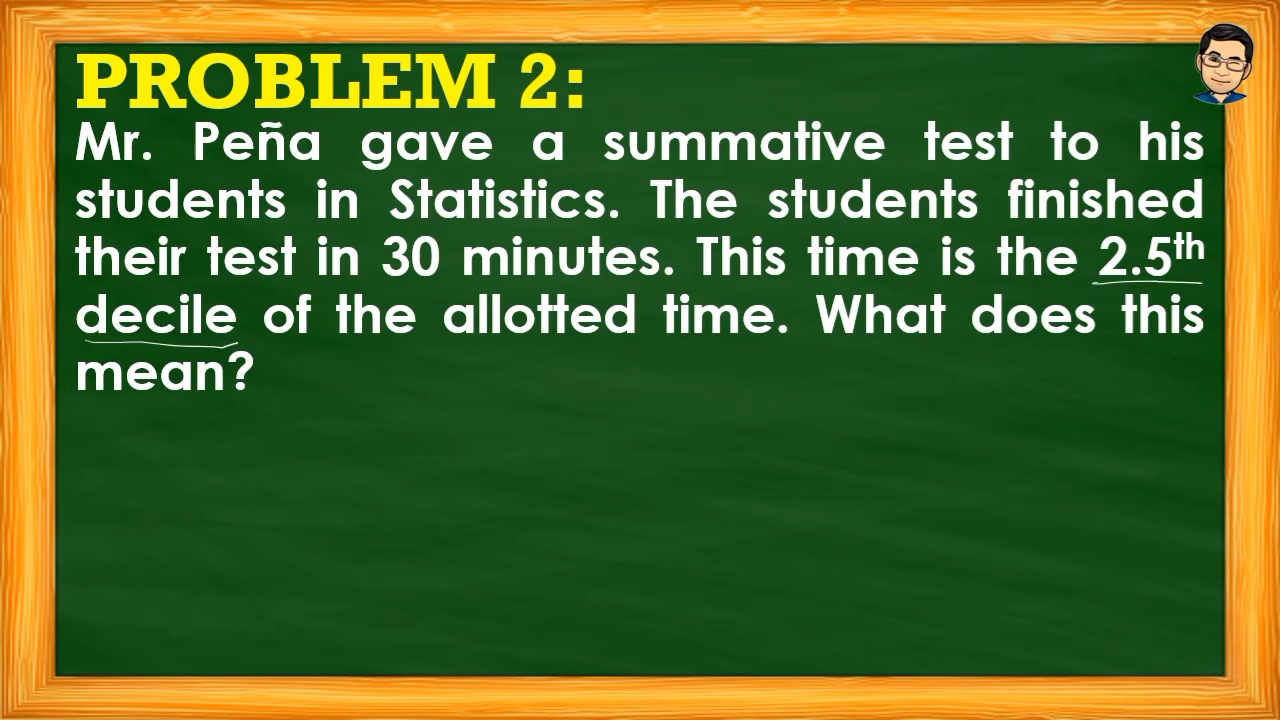 PROBLEM 2:
Mr. Peña gave a summative test to his
students in Statistics. The students finished
their test in 30 minutes. This time is the 2.5th
decile of the allotted time. What does this
mean?